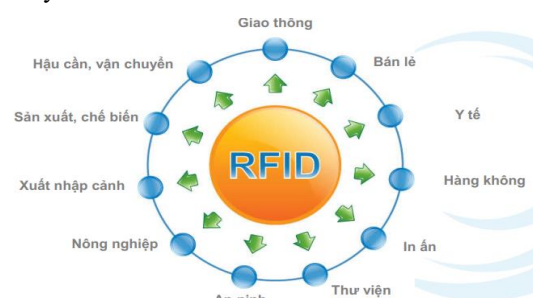 Giao thông
Bán lẻ
Y tế
Hàng không
In ấn
Thư viện
Nông nghiệp
Xuất nhập cảnh
Sản xuất, chế biến
Hậu cần, vận chuyển
RFID